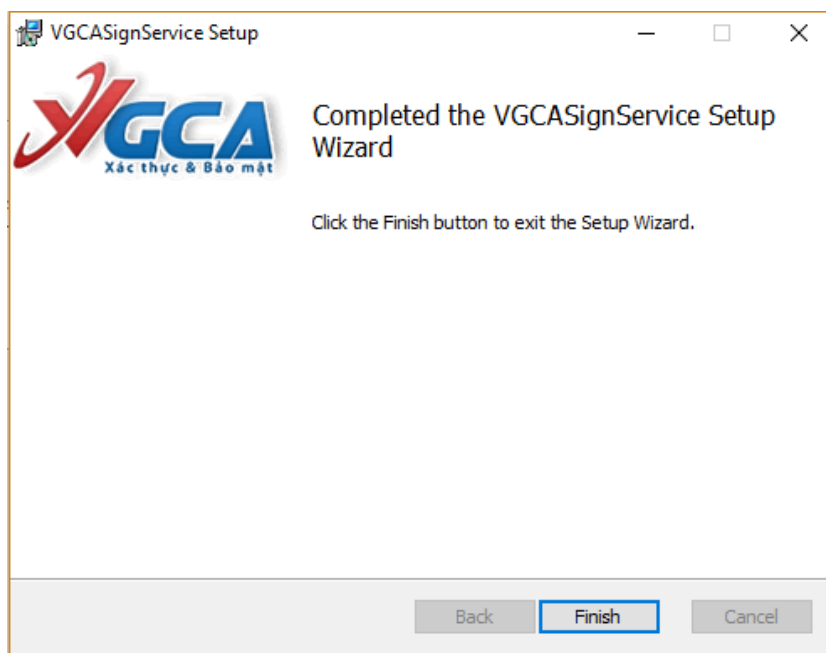 VGCASignService Setup
VGCA
Xác thực & Bảo mật
Completed the VGCASignService Setup
Wizard
Click the Finish button to exit the Setup Wizard.
Back
Finish
Cancel